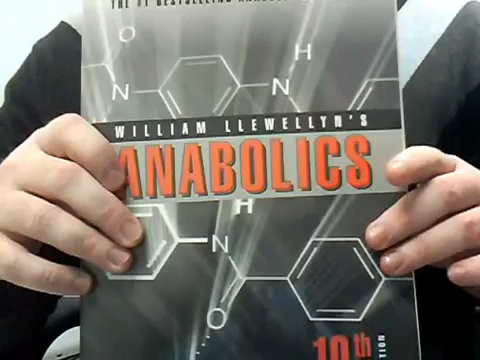 THE #1 BESTSELLING
O
H
N
N
WILLIAM LLEWELLYN'S
ANABOLICS
H
N
O
10th